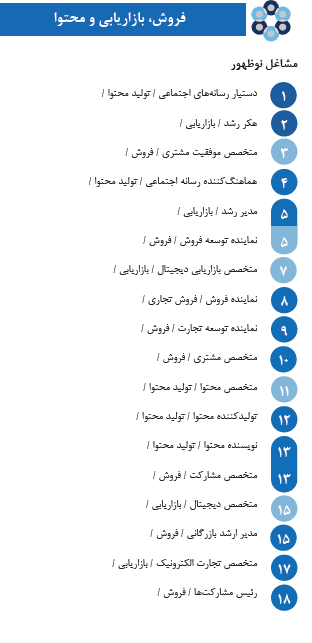 فروش، بازاریابی و محتوا
مشاغل نوظهور
۱ دستیار رسانه‌های اجتماعی / تولید محتوا /
۲ هکر رشد / بازاریابی /
۳ متخصص موفقیت مشتری / فروش /
۴ هماهنگ‌کننده رسانه اجتماعی / تولید محتوا /
۵ مدیر رشد / بازاریابی /
۵ نماینده توسعه فروش / فروش /
۷ متخصص بازاریابی دیجیتال / بازاریابی /
۸ نماینده فروش / فروش تجاری /
۹ نماینده توسعه تجارت / فروش /
۱۰ متخصص مشتری / فروش /
۱۱ متخصص محتوا / تولید محتوا /
۱۲ تولیدکننده محتوا / تولید محتوا /
۱۳ نویسنده محتوا / تولید محتوا /
۱۳ متخصص مشارکت / فروش /
۱۵ متخصص دیجیتال / بازاریابی /
۱۵ مدیر ارشد بازرگانی / فروش /
۱۷ متخصص تجارت الکترونیک / بازاریابی /
۱۸ رئیس مشارکت‌ها / فروش /